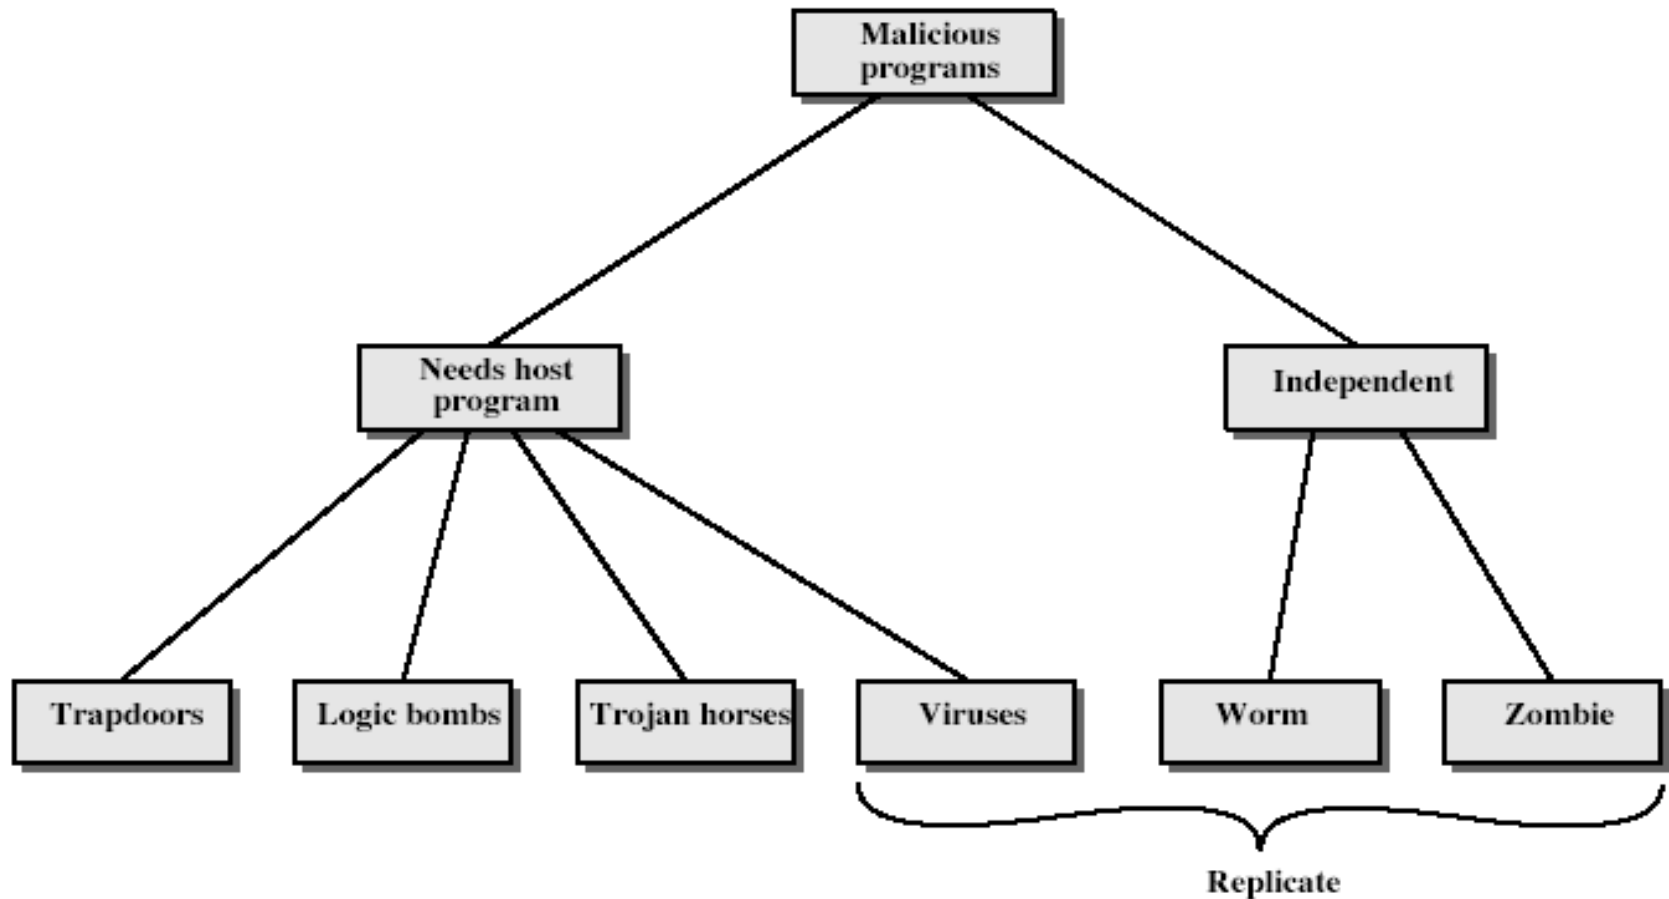 Malicious
programs
Needs host
program
Independent
Trapdoors
Logic bombs
Trojan horses
Viruses
Worm
Zombie
Replicate